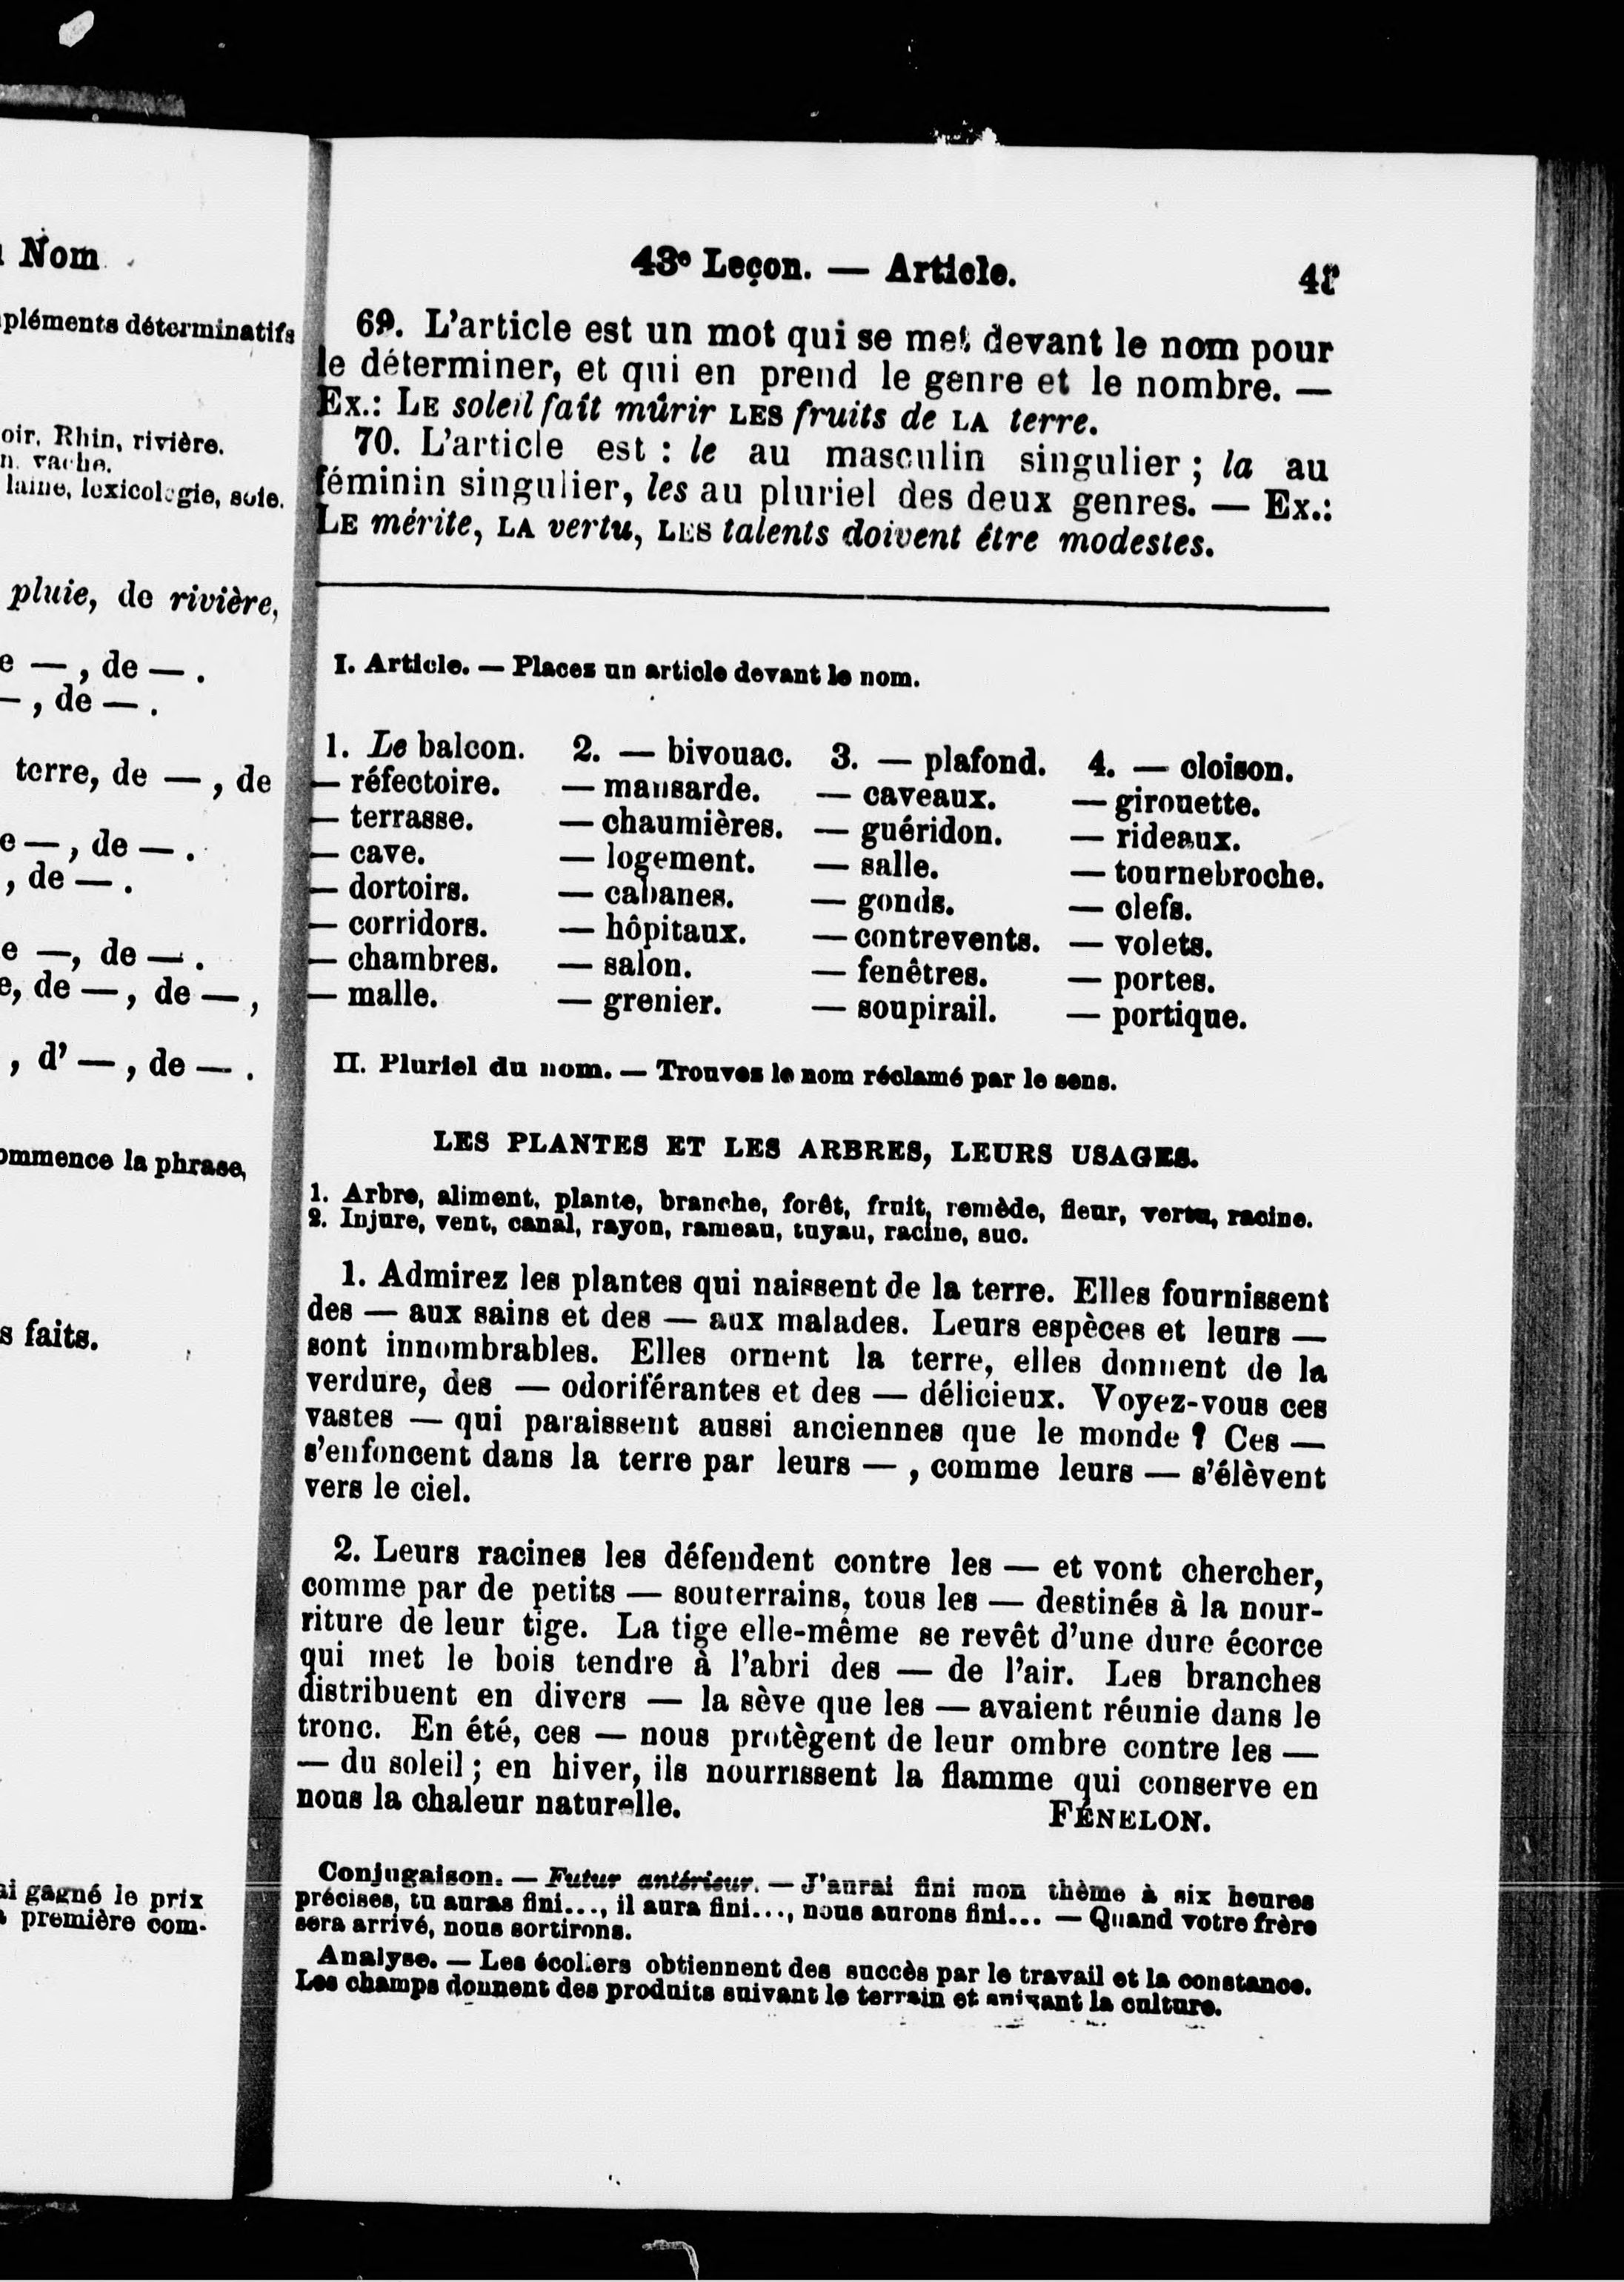 Nom
pléments déterminatifs
oir, Rhin, rivière.
n. vache.
laine, lexicologie, soie.
pluie, de rivière,
e — , de — .
— , de — .
terre, de — , de
e — , de — .
, de — .
e —, de — .
e, de — , de — ,
, d' — , de — .
ommence la phrase,
s faits.
ai gagné le prix
première com-
43e Leçon. — Article.
69. L'article est un mot qui se met devant le nom pour
le déterminer, et qui en prend le genre et le nombre. —
Ex.: LE soleil fait mûrir LES fruits de LA terre.
70. L'article est : le au masculin singulier ; la au
féminin singulier, les au pluriel des deux genres. — Ex.:
LE mérite, LA vertu, LES talents doivent être modestes.
I. Article. — Placez un article devant le nom.
1. Le balcon. 2. — bivouac. 3. — plafond. 4. — cloison.
— réfectoire. — mansarde. — caveaux. — girouette.
— terrasse. — chaumières. — guéridon. — rideaux.
— cave. — logement. — salle. — tournebroche.
— dortoirs. — cabanes. — gonds. — clefs.
— corridors. — hôpitaux. — contrevents. — volets.
— chambres. — salon. — fenêtres. — portes.
— malle. — grenier. — soupirail. — portique.
II. Pluriel du nom. — Trouvez le nom réclamé par le sens.
LES PLANTES ET LES ARBRES, LEURS USAGES.
1. Arbre, aliment, plante, branche, forêt, fruit, remède, fleur, vertu, racine.
2. Injure, vent, canal, rayon, rameau, tuyau, racine, suc.
1. Admirez les plantes qui naissent de la terre. Elles fournissent
des — aux sains et des — aux malades. Leurs espèces et leurs —
sont innombrables. Elles ornent la terre, elles donnent de la
verdure, des — odoriférantes et des — délicieux. Voyez-vous ces
vastes — qui paraissent aussi anciennes que le monde ? Ces —
s'enfoncent dans la terre par leurs — , comme leurs — s'élèvent
vers le ciel.
2. Leurs racines les défendent contre les — et vont chercher,
comme par de petits — souterrains, tous les — destinés à la nour-
riture de leur tige. La tige elle-même se revêt d'une dure écorce
qui met le bois tendre à l'abri des — de l'air. Les branches
distribuent en divers — la sève que les — avaient réunie dans le
tronc. En été, ces — nous protègent de leur ombre contre les —
— du soleil ; en hiver, ils nourrissent la flamme qui conserve en
nous la chaleur naturelle. FÉNELON.
Conjugaison. — Futur antérieur. — J'aurai fini mon thème à six heures
précises, tu auras fini..., il aura fini..., nous aurons fini... — Quand votre frère
sera arrivé, nous sortirons.
Analyse. — Les écoliers obtiennent des succès par le travail et la constance.
Les champs donnent des produits suivant le terrain et suivant la culture.